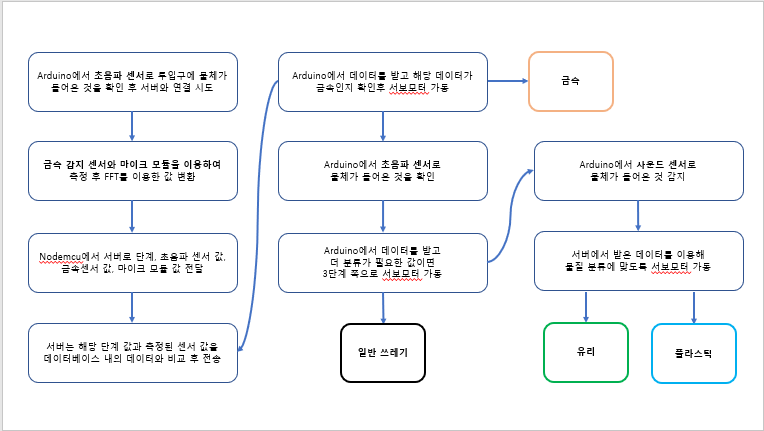 Arduino에서 초음파 센서로 투입구에 물체가
들어온 것을 확인 후 서버와 연결 시도
금속 감지 센서와 마이크 모듈을 이용하여
측정 후 FFT를 이용한 값 변환
Nodemcu에서 서버로 단계, 초음파 센서 값,
금속센서 값, 마이크 모듈 값 전달
서버는 해당 단계 값과 측정된 센서 값을
데이터베이스 내의 데이터와 비교 후 전송
Arduino에서 데이터를 받고 해당 데이터가
금속인지 확인후 서보모터 가동
금속
Arduino에서 초음파 센서로
물체가 들어온 것을 확인
Arduino에서 데이터를 받고
더 분류가 필요한 값이면
3단계 쪽으로 서보모터 가동
일반 쓰레기
Arduino에서 사운드 센서로
물체가 들어온 것 감지
서버에서 받은 데이터를 이용해
물질 분류에 맞도록 서보모터 가동
유리
플라스틱